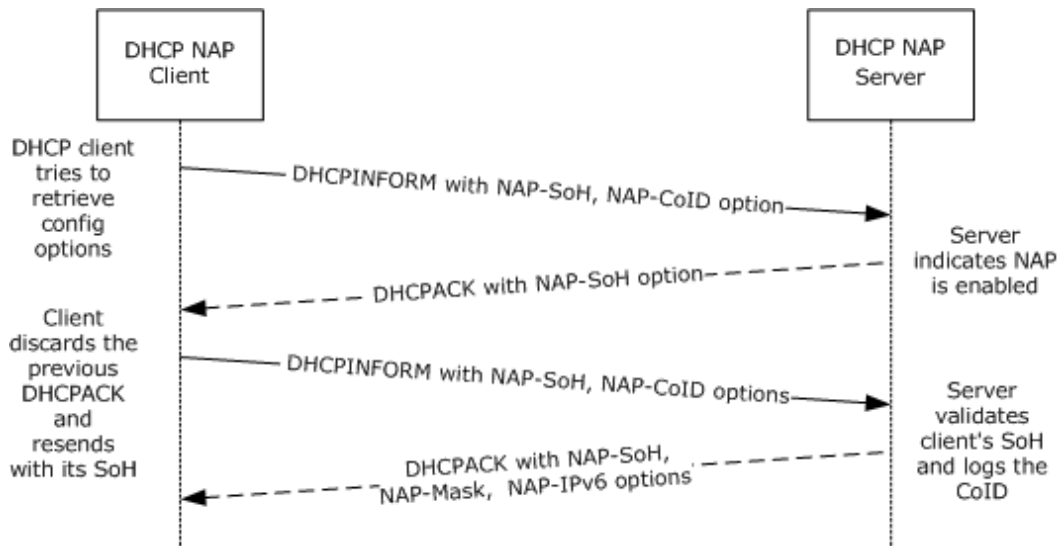 DHCP NAP
Client
DHCP NAP
Server
DHCP client
tries to
retrieve
config
options
DHCPINFORM with NAP-SoH, NAP-CoID option
Server
indicates NAP
is enabled
DHCPACK with NAP-SoH option
Client
discards the
previous
DHCPACK
and
resends
with its SoH
DHCPINFORM with NAP-SoH, NAP-CoID options
Server
validates
client's SoH
and logs the
CoID
DHCPACK with NAP-SoH,
NAP-Mask, NAP-IPv6 options